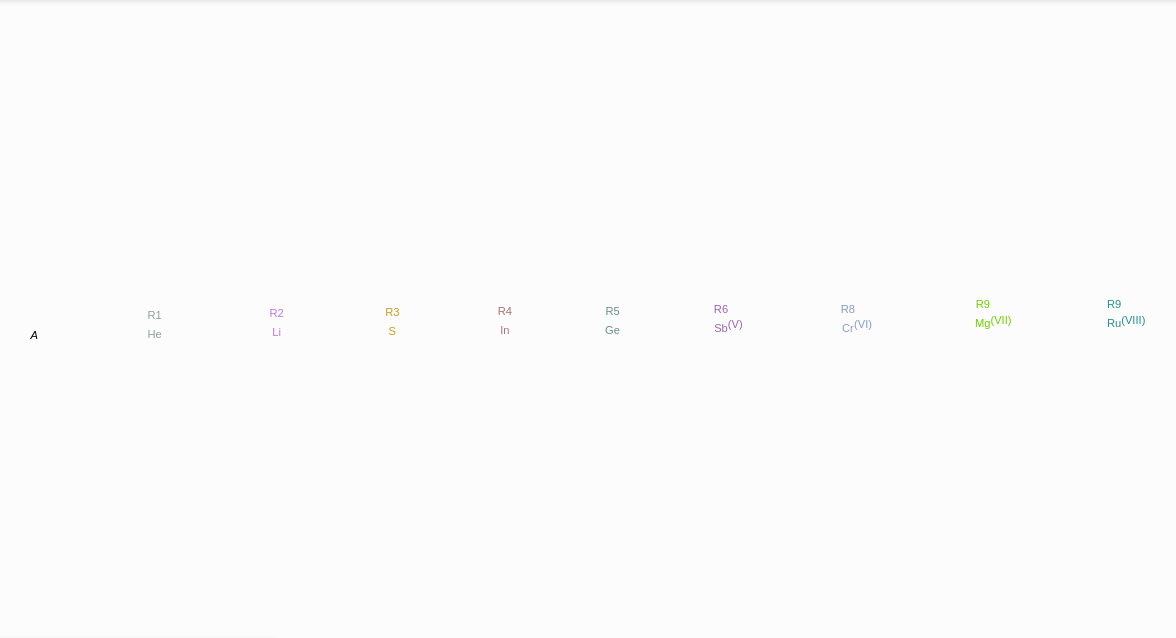 R1 R2 R3 R4 R5 R6 R8 R9 R9
A He Li S In Ge Sb(V) Cr(VI) Mg(VII) Ru(VIII)